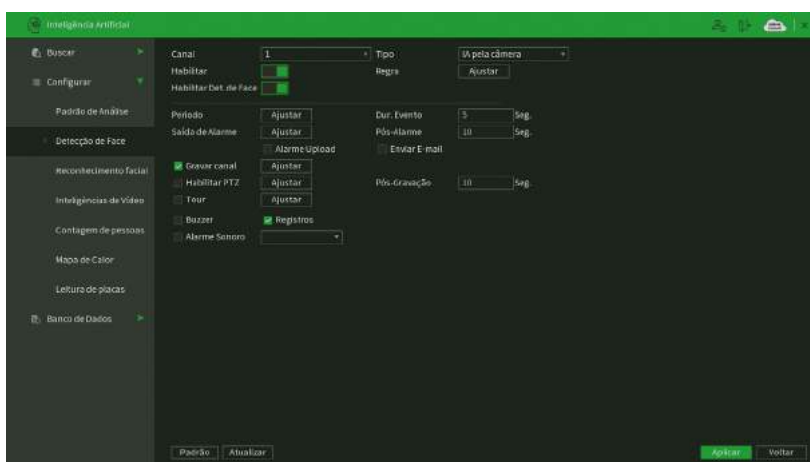 Inteligência Artificial
Buscar
Configurar
Padrão de Análise
Detecção de Face
Reconhecimento facial
Inteligências de Vídeo
Contagem de pessoas
Mapa de Calor
Leitura de placas
Banco de Dados
Canal 1 Tipo IA pela câmera
Habilitar Regra Ajustar
Habilitar Det. de Face
Período Ajustar Dur. Evento 5 Seg.
Saída de Alarme Ajustar Pós-Alarme 10 Seg.
Alarme Upload Enviar E-mail
Gravar canal Ajustar
Habilitar PTZ Ajustar Pós-Gravação 10 Seg.
Tour Ajustar
Buzzer Registros
Alarme Sonoro
Padrão Atualizar Aplicar Voltar